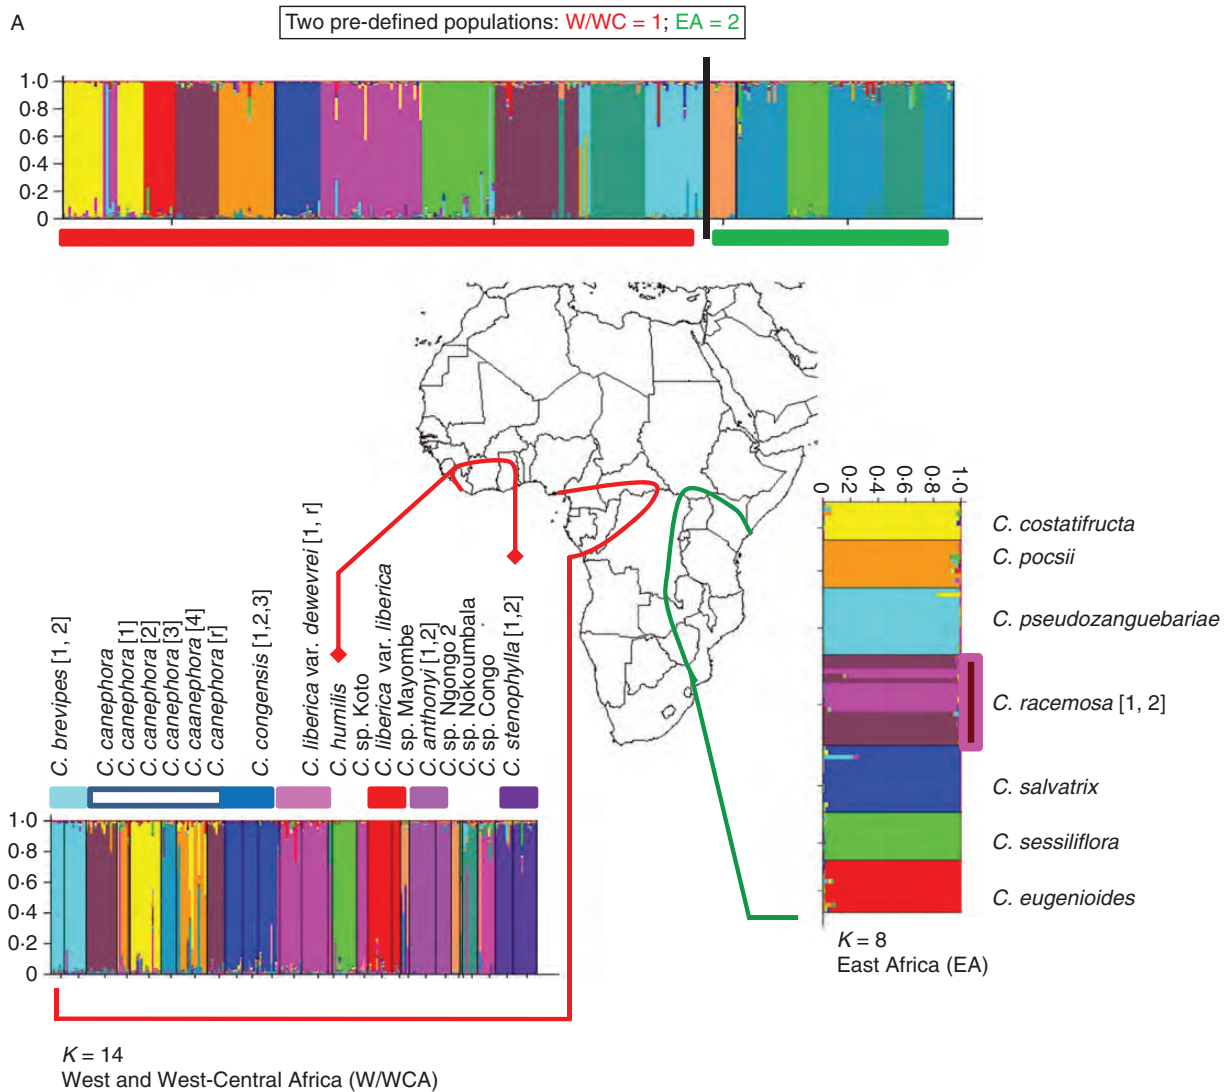 A
Two pre-defined populations: W/WC = 1; EA = 2
1·0
0·8
0·6
0·4
0·2
0
0
0·2
0·4
0·6
0·8
1·0
C. costatifructa
C. pocsii
C. pseudozanguebariae
C. racemosa [1, 2]
C. salvatrix
C. sessiliflora
C. eugenioides
K = 8
East Africa (EA)
C. brevipes [1, 2]
C. canephora
C. canephora [1]
C. canephora [2]
C. canephora [3]
C. caanephora [4]
C. canephora [r]
C. congensis [1,2,3]
C. liberica var. dewevrei [1, r]
C. humilis
C. sp. Koto
C. liberica var. liberica
C. sp. Mayombe
C. anthonyi [1,2]
C. sp. Ngongo 2
C. sp. Nokoumbala
C. sp. Congo
C. stenophylla [1,2]
1·0
0·8
0·6
0·4
0·2
0
K = 14
West and West-Central Africa (W/WCA)